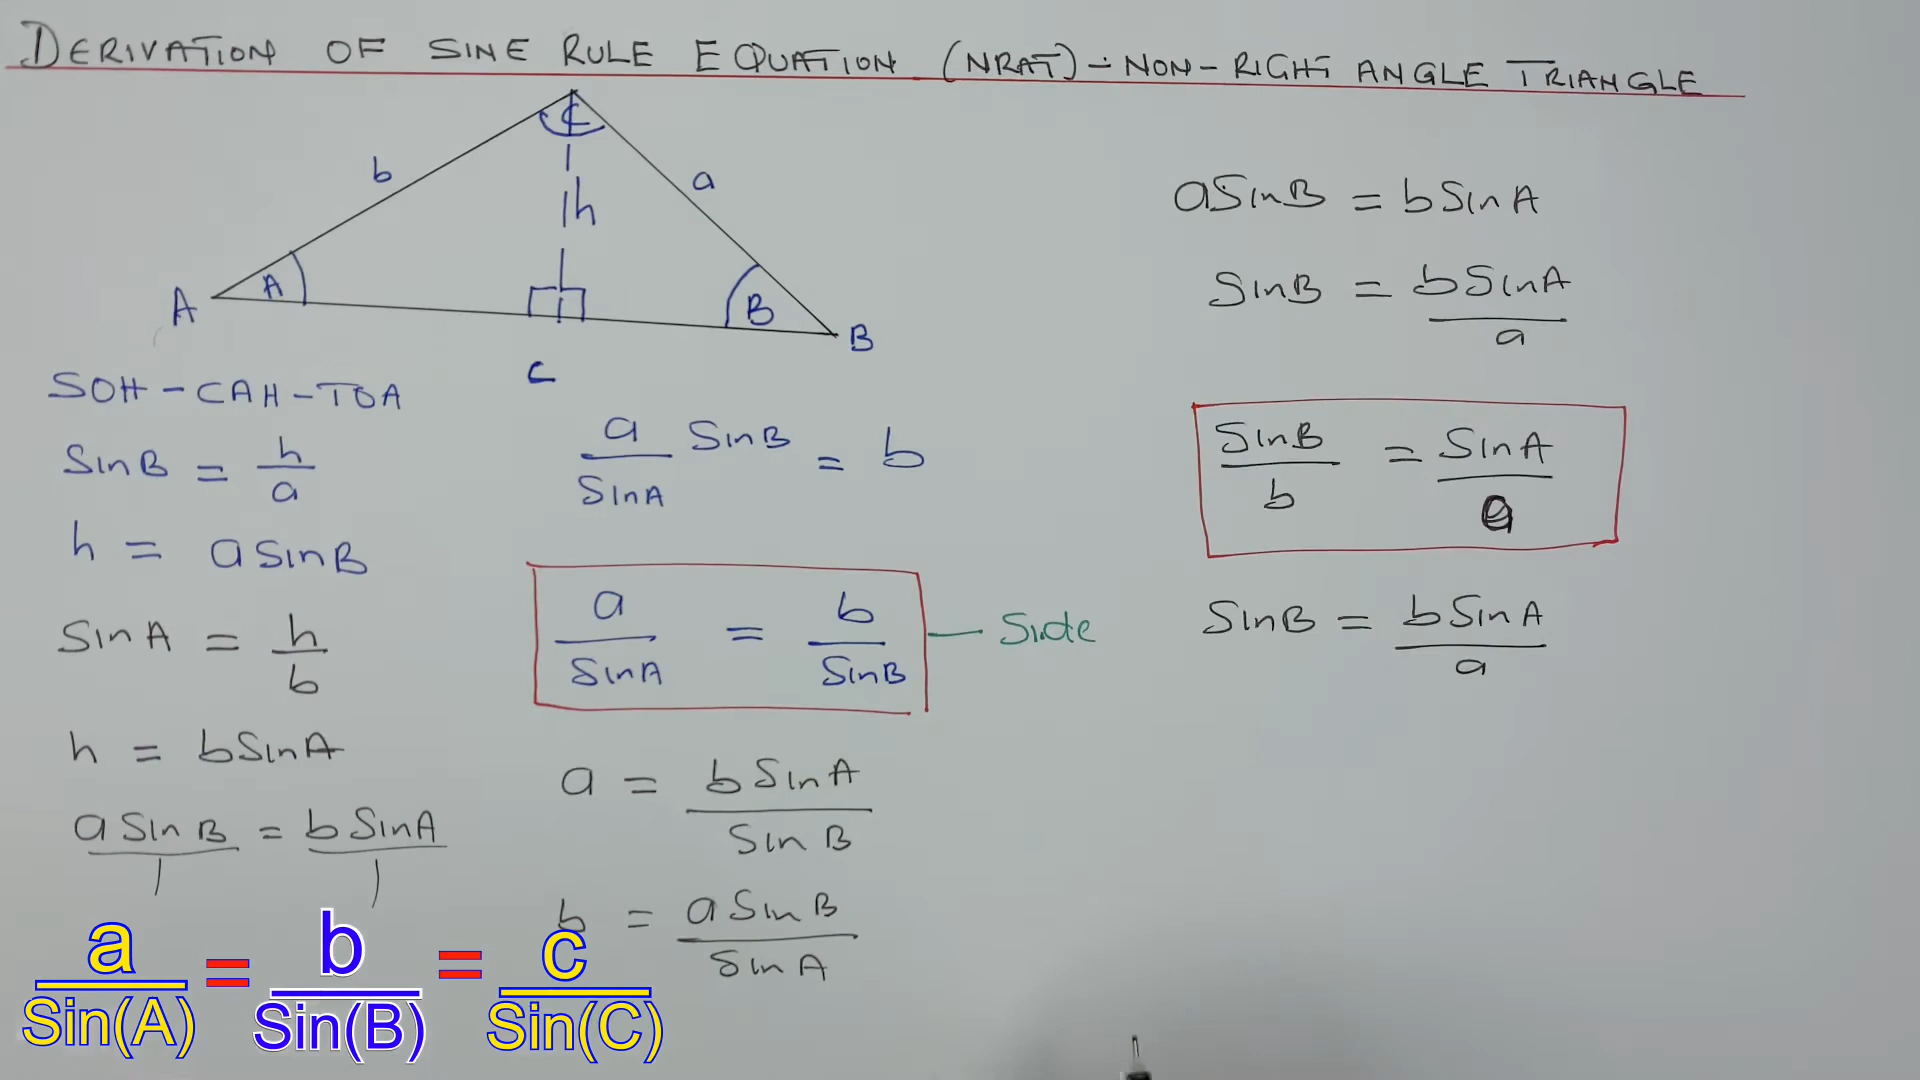 DERIVATION OF SINE RULE EQUATION (NRAT) - NON-RIGHT ANGLE TRIANGLE
C
b
a
h
A
A
B
B
c
SOH - CAH - TOA
SinB = h/a
h = aSinB
SinA = h/b
h = bSinA
aSinB/1 = bSinA/1
a/SinA SinB = b
a/SinA = b/SinB — Side
a = bSinA/SinB
b = aSinB/SinA
aSinB = bSinA
SinB = bSinA/a
SinB/b = SinA/a
SinB = bSinA/a
a/Sin(A) = b/Sin(B) = c/Sin(C)